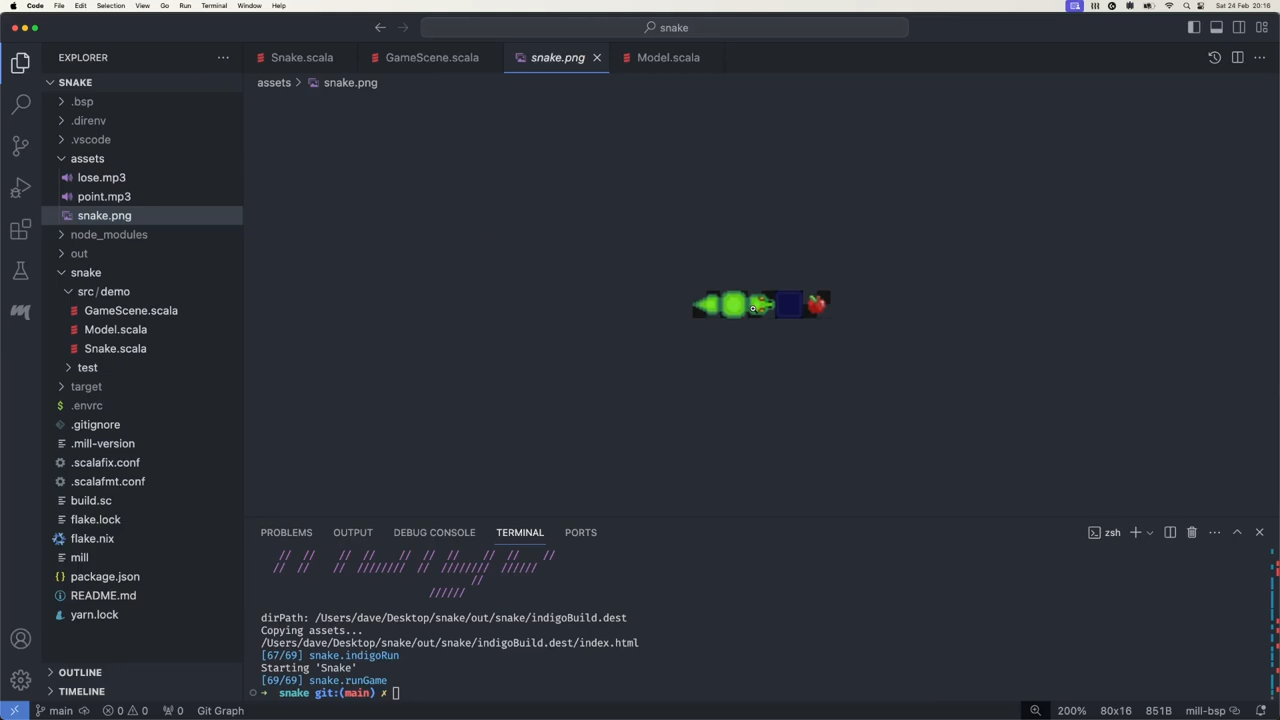 Code File Edit Selection View Go Run Terminal Window Help Sat 24 Feb 20:16
snake
EXPLORER
Snake.scala GameScene.scala snake.png Model.scala
SNAKE
assets snake.png
.bsp
.direnv
.vscode
assets
lose.mp3
point.mp3
snake.png
node_modules
out
snake
src/demo
GameScene.scala
Model.scala
Snake.scala
test
target
.envrc
.gitignore
.mill-version
.scalafix.conf
.scalafmt.conf
build.sc
flake.lock
flake.nix
mill
package.json
README.md
yarn.lock
OUTLINE
TIMELINE
PROBLEMS OUTPUT DEBUG CONSOLE TERMINAL PORTS zsh
// // // // // // // // // //
// // // //////// // //////// //////
//
//////
dirPath: /Users/dave/Desktop/snake/out/snake/indigoBuild.dest
Copying assets...
/Users/dave/Desktop/snake/out/snake/indigoBuild.dest/index.html
[67/69] snake.indigoRun
Starting 'Snake'
[69/69] snake.runGame
→ snake git:(main) ✗
main 0 0 0 Git Graph 200% 80x16 851B mill-bsp